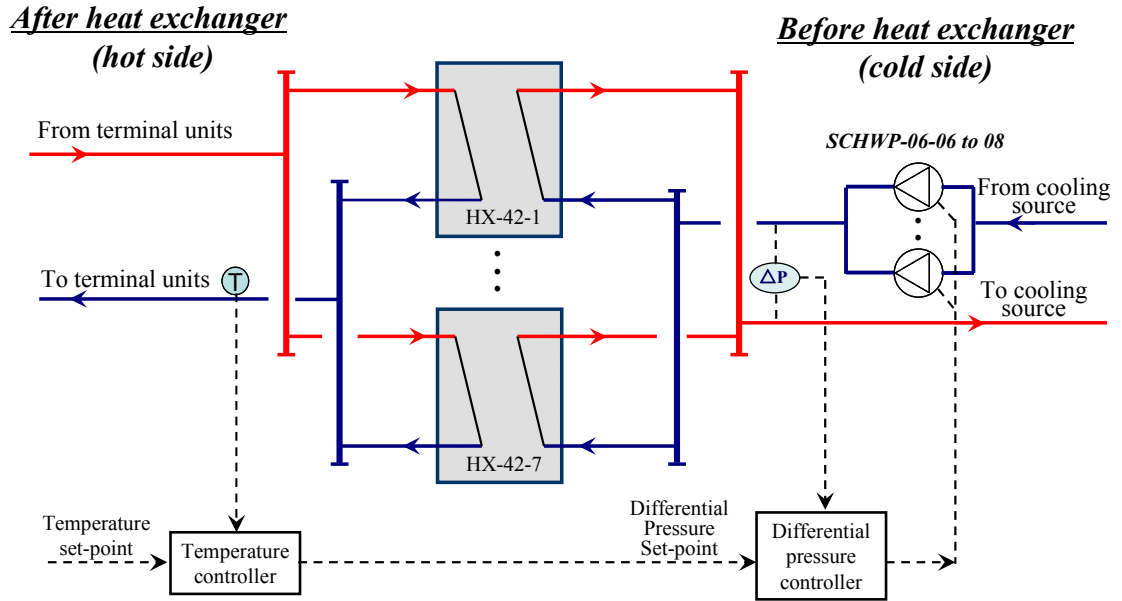 After heat exchanger
(hot side)
Before heat exchanger
(cold side)
From terminal units
SCHWP-06-06 to 08
From cooling
source
HX-42-1
To terminal units
T
ΔP
To cooling
source
HX-42-7
Temperature
set-point
Temperature
controller
Differential
Pressure
Set-point
Differential
pressure
controller